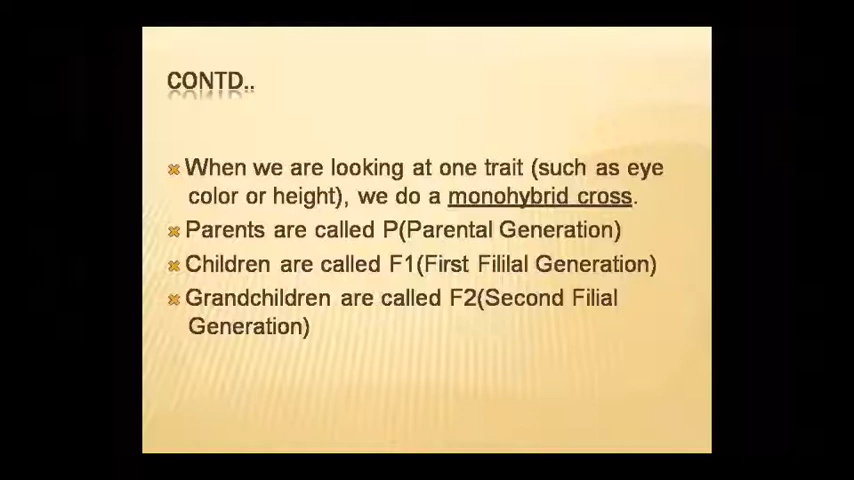 CONTD..
When we are looking at one trait (such as eye
color or height), we do a monohybrid cross.
Parents are called P(Parental Generation)
Children are called F1(First Fililal Generation)
Grandchildren are called F2(Second Filial
Generation)